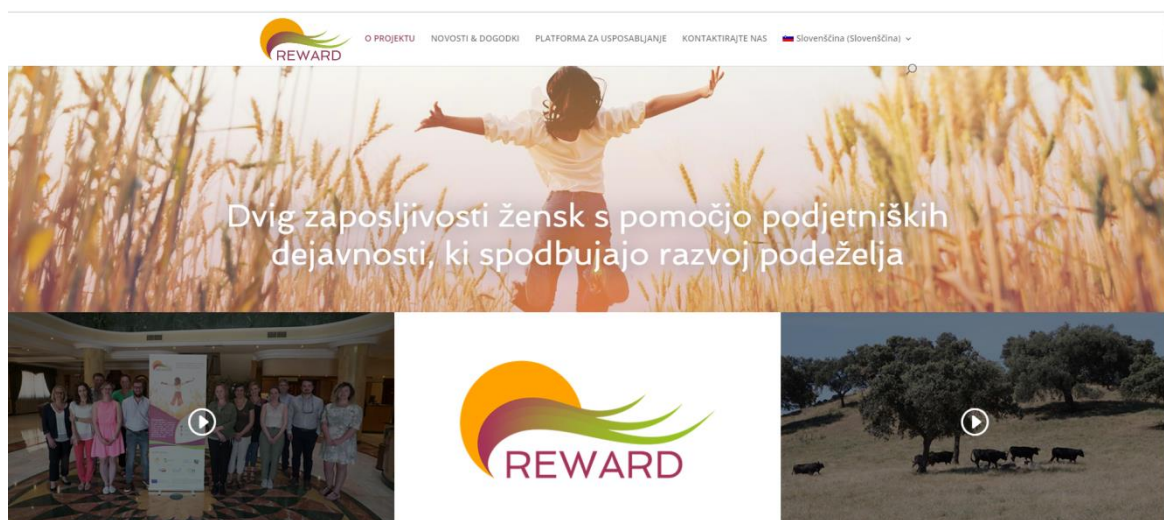 REWARD
O PROJEKTU
NOVOSTI & DOGODKI
PLATFORMA ZA USPOSABLJANJE
KONTAKTIRAJTE NAS
Slovenščina (Slovenščina)
Dvig zaposljivosti žensk s pomočjo podjetniških
dejavnosti, ki spodbujajo razvoj podeželja
REWARD